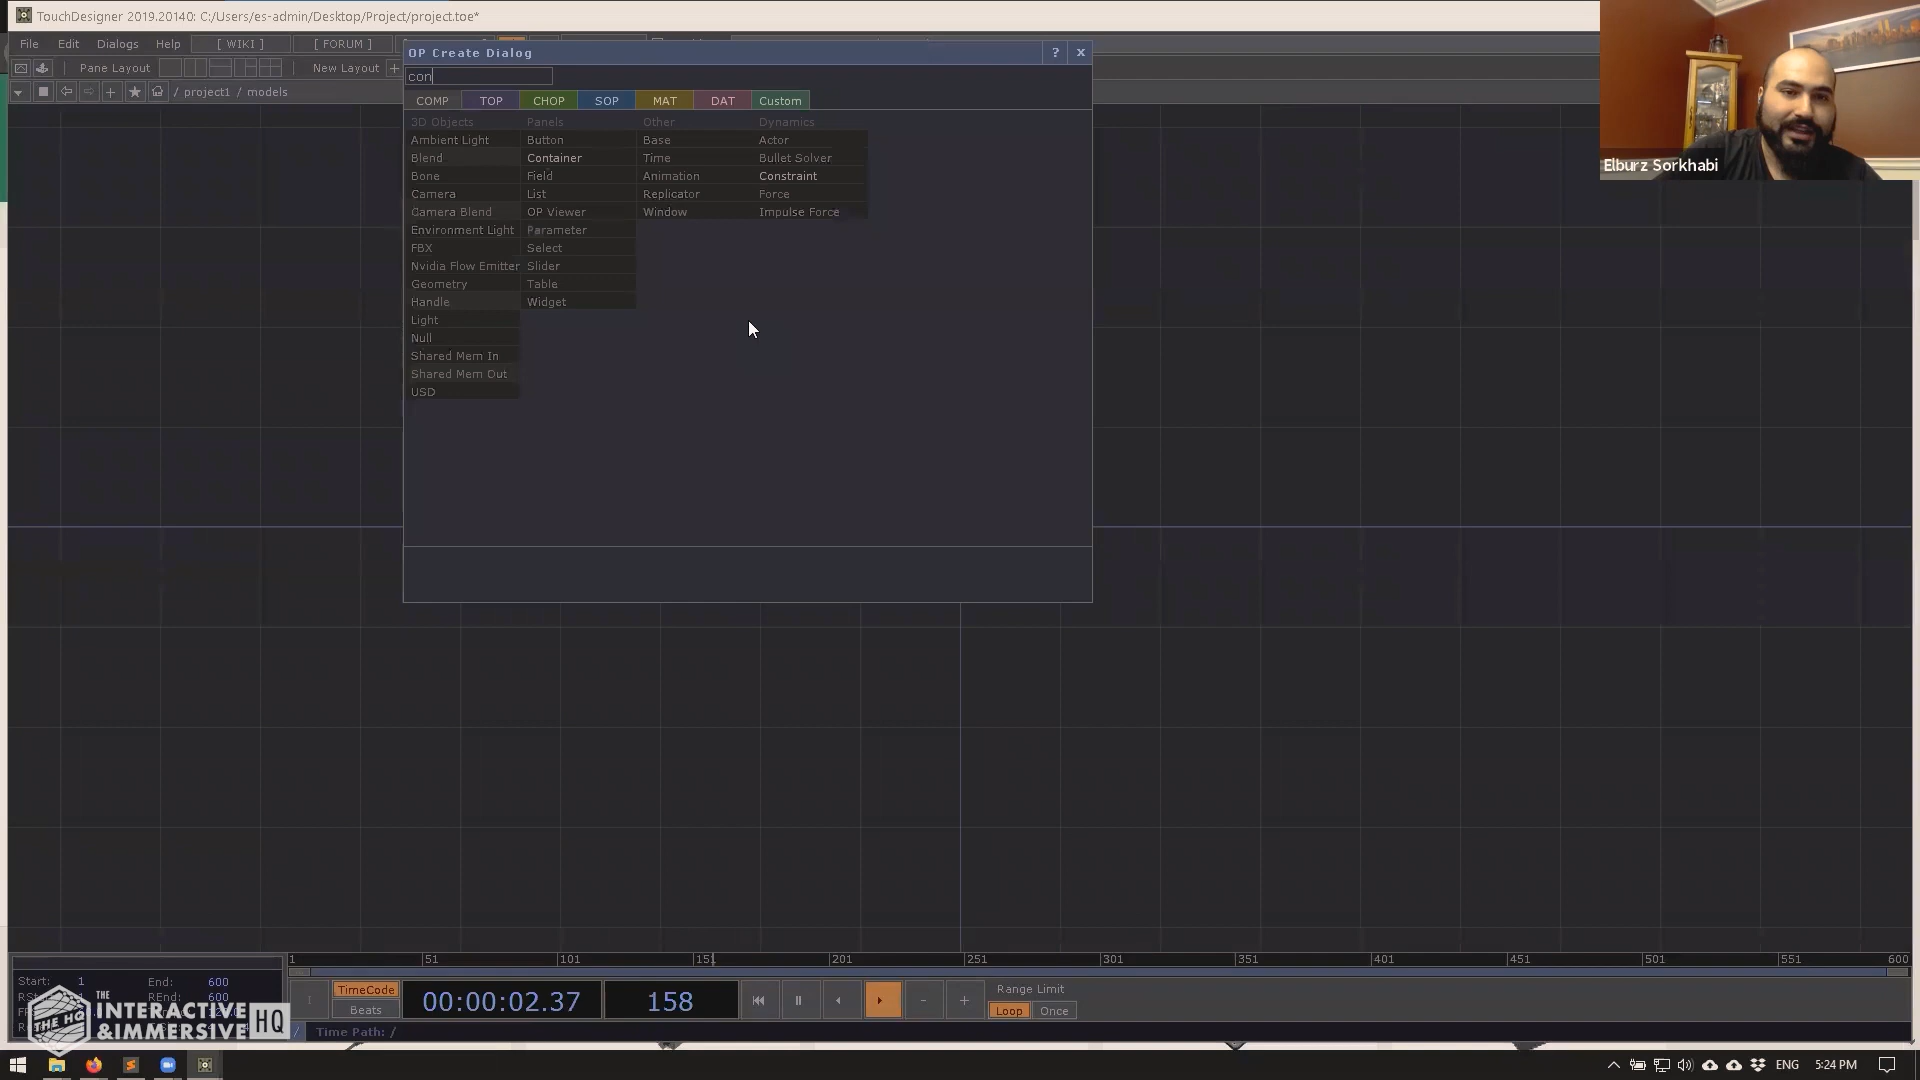 TouchDesigner 2019.20140: C:/Users/es-admin/Desktop/Project/project.toe*
File Edit Dialogs Help [ WIKI ] [ FORUM ]
OP Create Dialog ? x
Pane Layout New Layout +
con
/ project1 / models
COMP TOP CHOP SOP MAT DAT Custom
3D Objects Panels Other Dynamics
Ambient Light Button Base Actor
Blend Container Time Bullet Solver
Bone Field Animation Constraint
Camera List Replicator Force
Camera Blend OP Viewer Window Impulse Force
Environment Light Parameter
FBX Select
Nvidia Flow Emitter Slider
Geometry Table
Handle Widget
Light
Null
Shared Mem In
Shared Mem Out
USD
Elburz Sorkhabi
1 51 101 151 201 251 301 351 401 451 501 551 600
Start: 1 End: 600
REnd: 600
TimeCode
Beats
00:00:02.37 158
Range Limit
Loop Once
Time Path: /
THE HQ
THE INTERACTIVE & IMMERSIVE HQ
ENG 5:24 PM